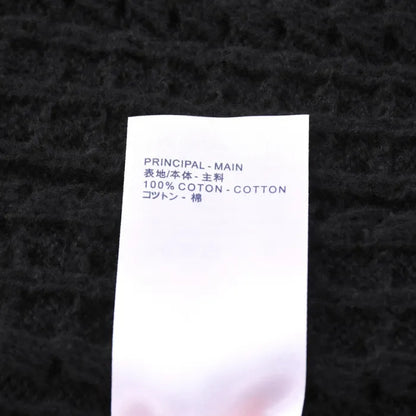 PRINCIPAL - MAIN
表地/本体 - 主料
100% COTON - COTTON
コットン - 棉